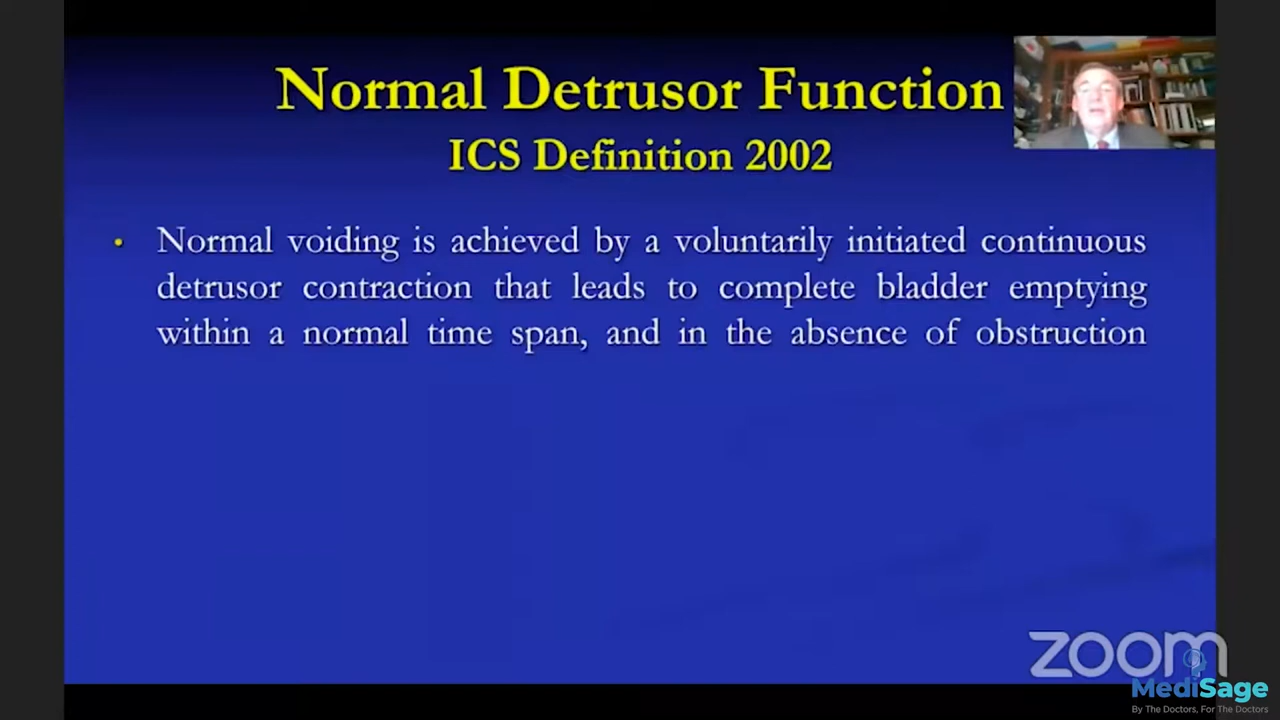 Normal Detrusor Function
ICS Definition 2002
• Normal voiding is achieved by a voluntarily initiated continuous
detrusor contraction that leads to complete bladder emptying
within a normal time span, and in the absence of obstruction
zoom
MediSage
By The Doctors, For The Doctors